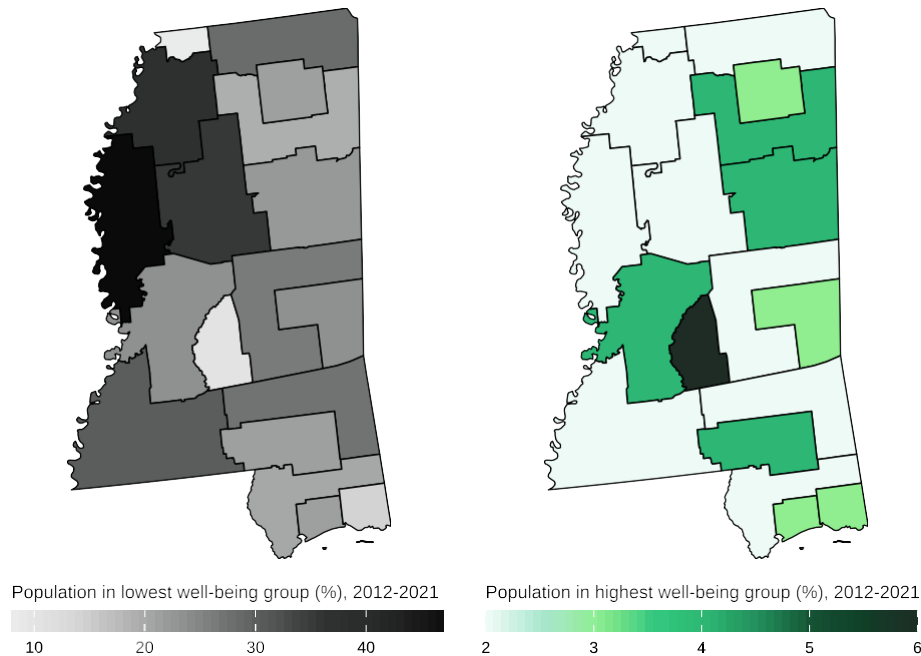 Population in lowest well-being group (%), 2012-2021
10 20 30 40
Population in highest well-being group (%), 2012-2021
2 3 4 5 6